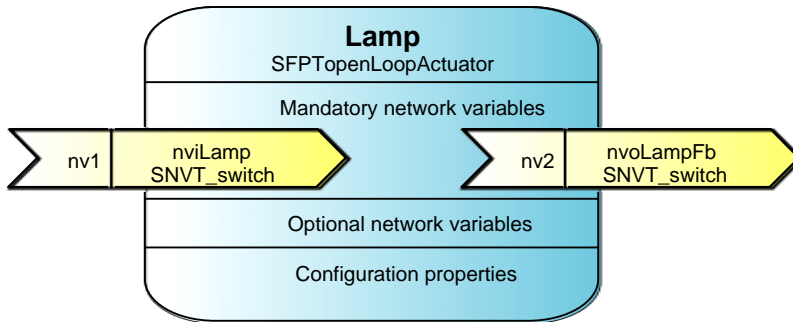 Lamp
SFPTopenLoopActuator
Mandatory network variables
nv1
nviLamp
SNVT_switch
nv2
nvoLampFb
SNVT_switch
Optional network variables
Configuration properties